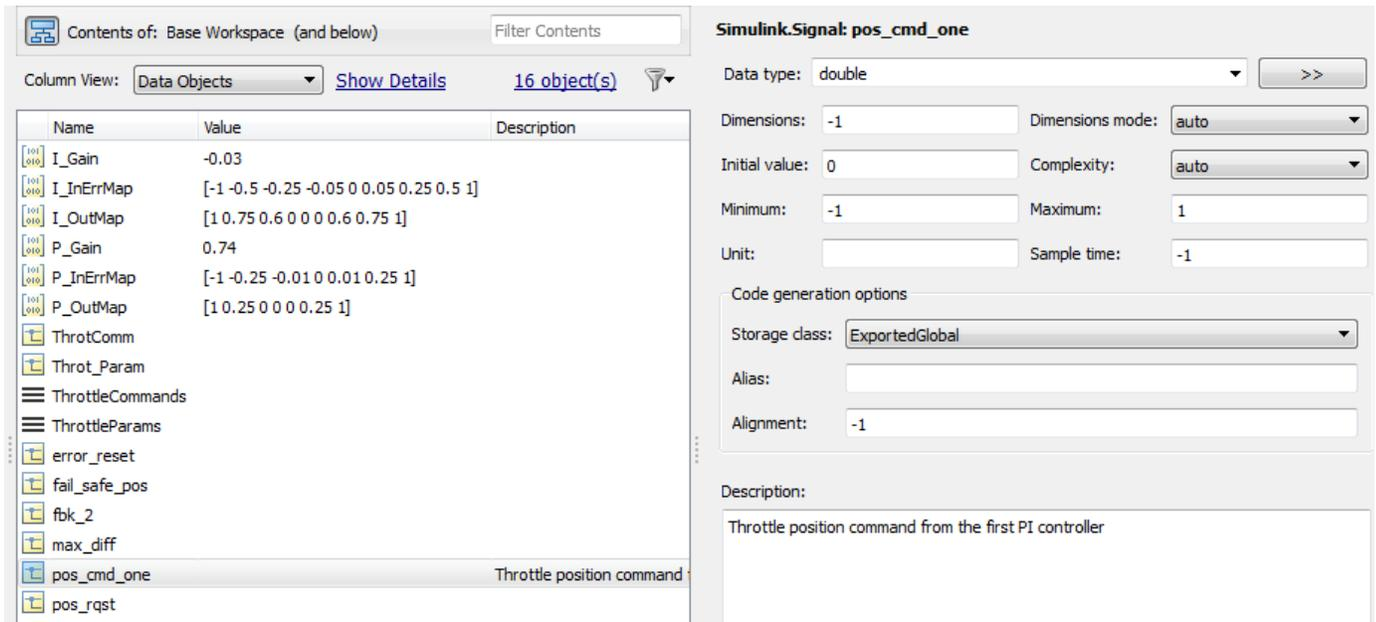 Contents of: Base Workspace (and below)
Filter Contents
Column View: Data Objects Show Details 16 object(s)
Name Value Description
I_Gain -0.03
I_InErrMap [-1 -0.5 -0.25 -0.05 0 0.05 0.25 0.5 1]
I_OutMap [1 0.75 0.6 0 0 0 0.6 0.75 1]
P_Gain 0.74
P_InErrMap [-1 -0.25 -0.01 0 0.01 0.25 1]
P_OutMap [1 0.25 0 0 0 0.25 1]
ThrotComm
Throt_Param
ThrottleCommands
ThrottleParams
error_reset
fail_safe_pos
fbk_2
max_diff
pos_cmd_one Throttle position command
pos_rqst
Simulink.Signal: pos_cmd_one
Data type: double >>
Dimensions: -1 Dimensions mode: auto
Initial value: 0 Complexity: auto
Minimum: -1 Maximum: 1
Unit: Sample time: -1
Code generation options
Storage class: ExportedGlobal
Alias:
Alignment: -1
Description:
Throttle position command from the first PI controller